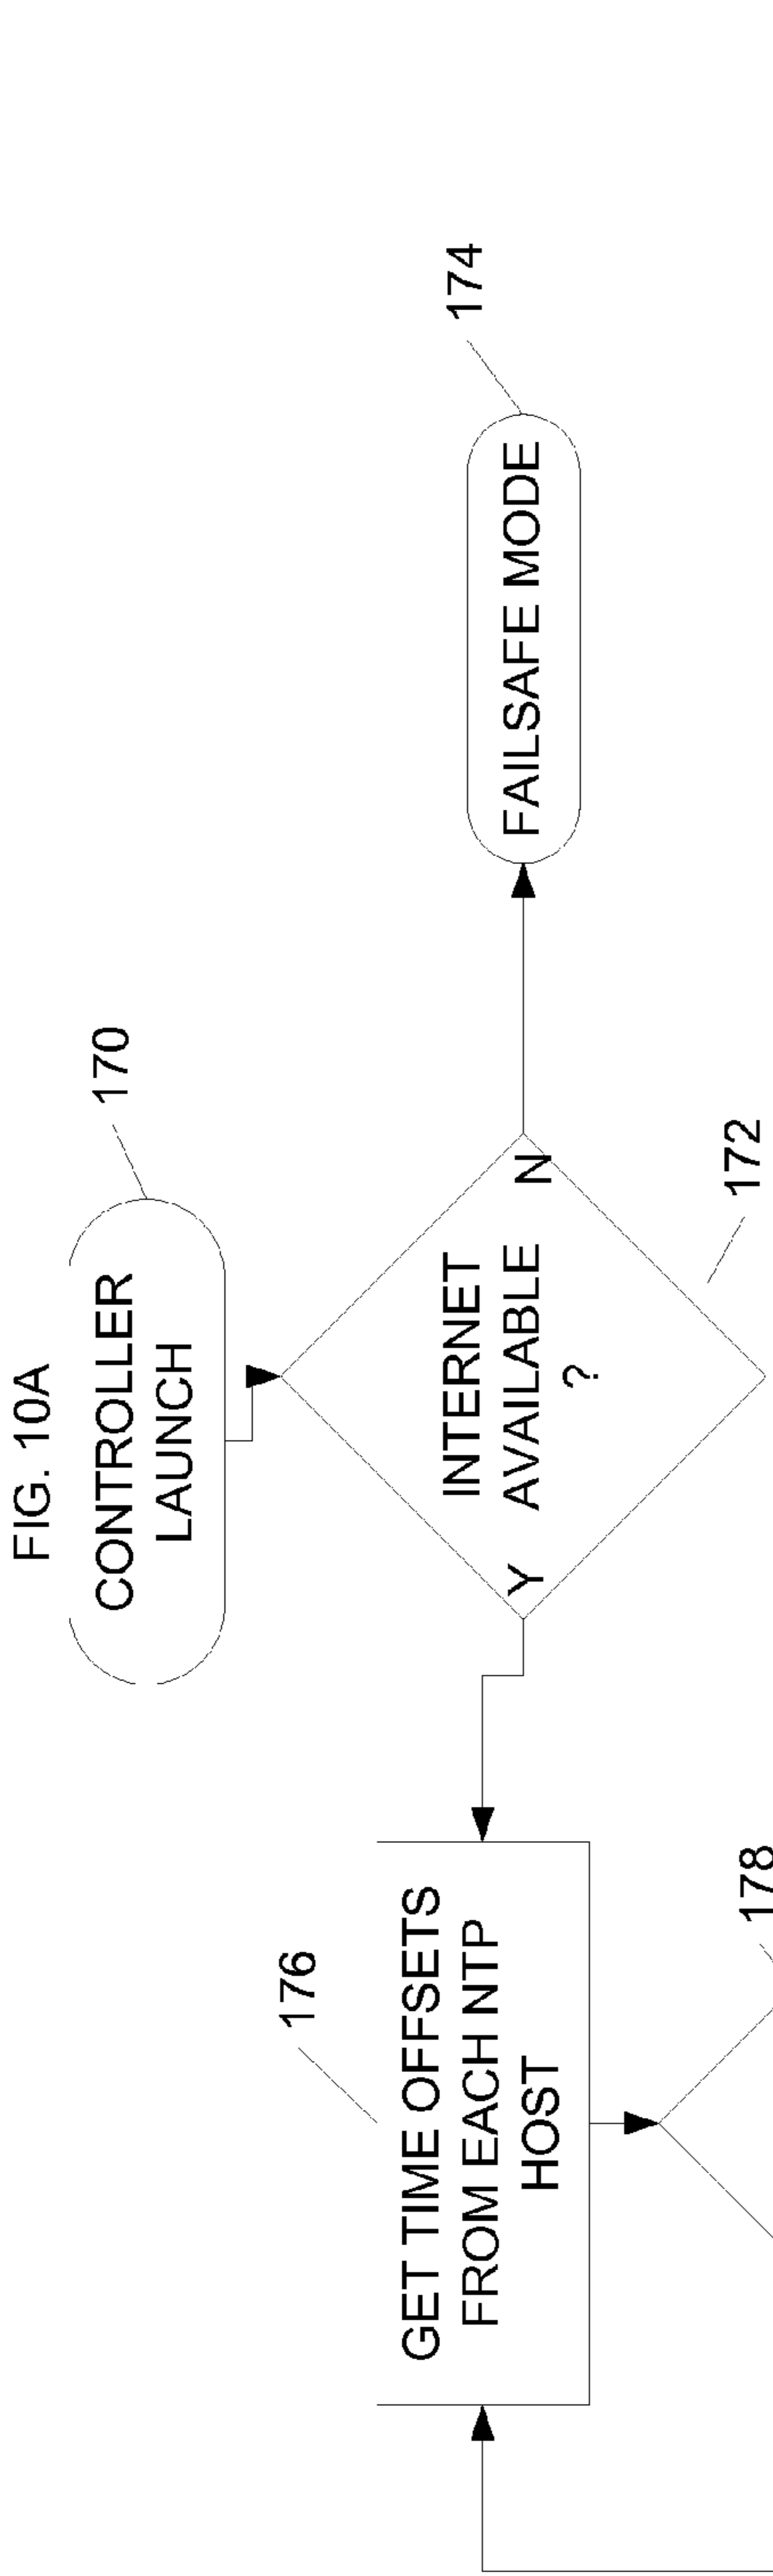 FIG. 10A
CONTROLLER
LAUNCH
170
INTERNET
AVAILABLE
?
Y
N
172
FAILSAFE MODE
174
GET TIME OFFSETS
FROM EACH NTP
HOST
176
178